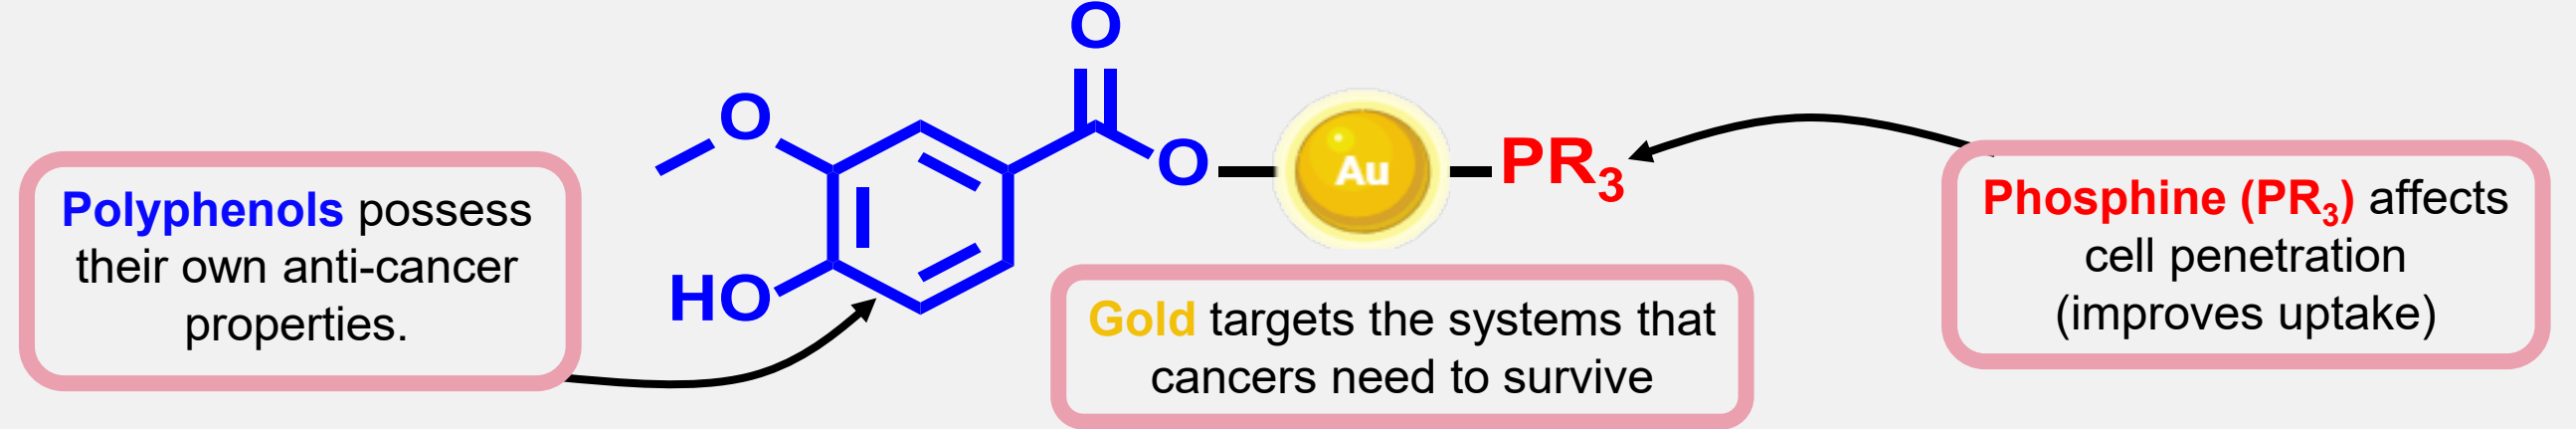 O
O
O
Au
PR₃
HO
Polyphenols possess
their own anti-cancer
properties.
Gold targets the systems that
cancers need to survive
Phosphine (PR₃) affects
cell penetration
(improves uptake)